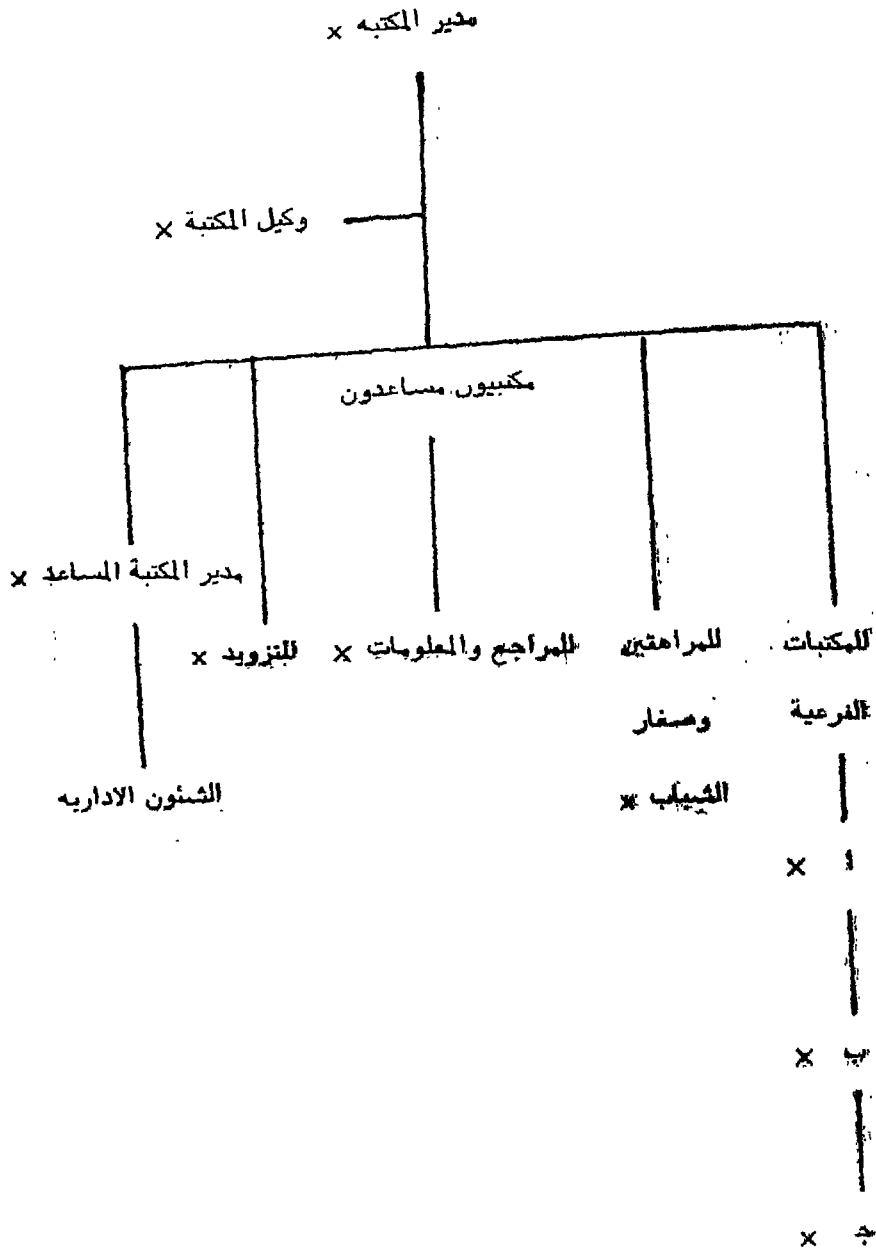 مدير المكتبه ×
وكيل المكتبة ×
مكتبيون مساعدون
مدير المكتبة المساعد ×
للمكتبات
الفرعية
للمراهقين
وصغار
الشباب ×
للمراجع والمعلومات ×
للتزويد ×
الشئون الاداريه
أ ×
ب ×
ج ×